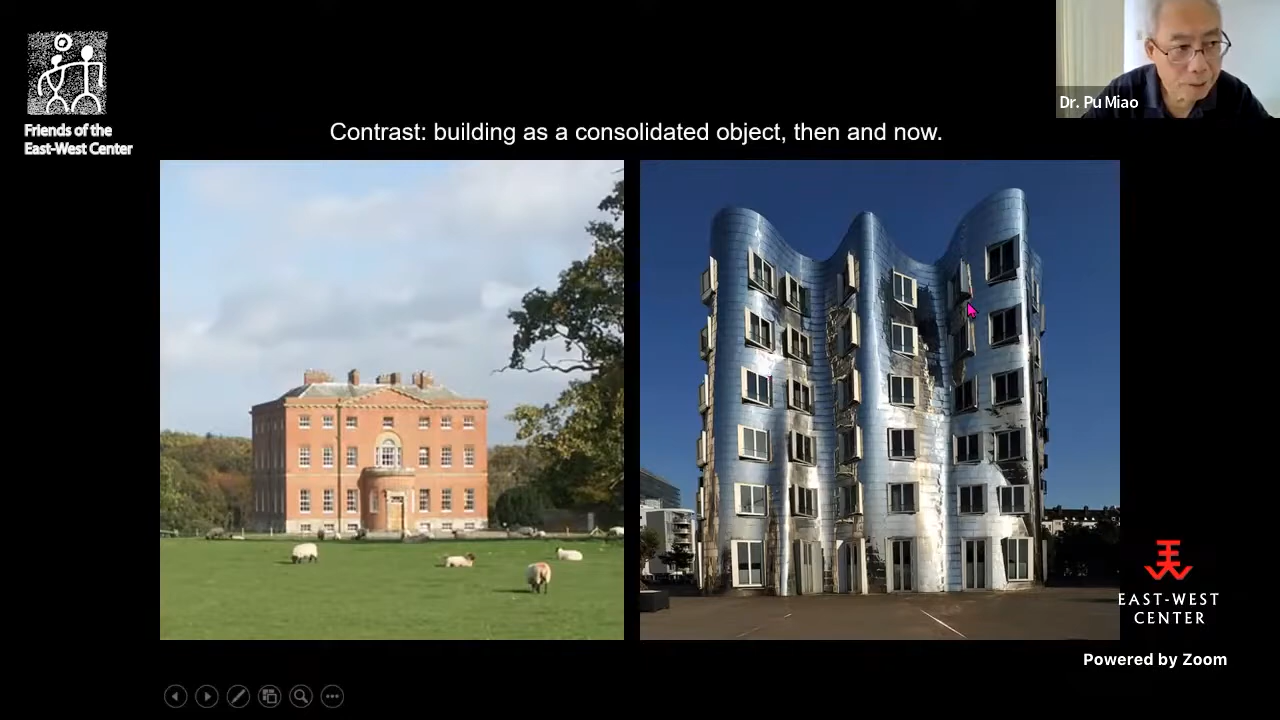 Dr. Pu Miao
Friends of the
East-West Center
Contrast: building as a consolidated object, then and now.
EAST-WEST
CENTER
Powered by Zoom